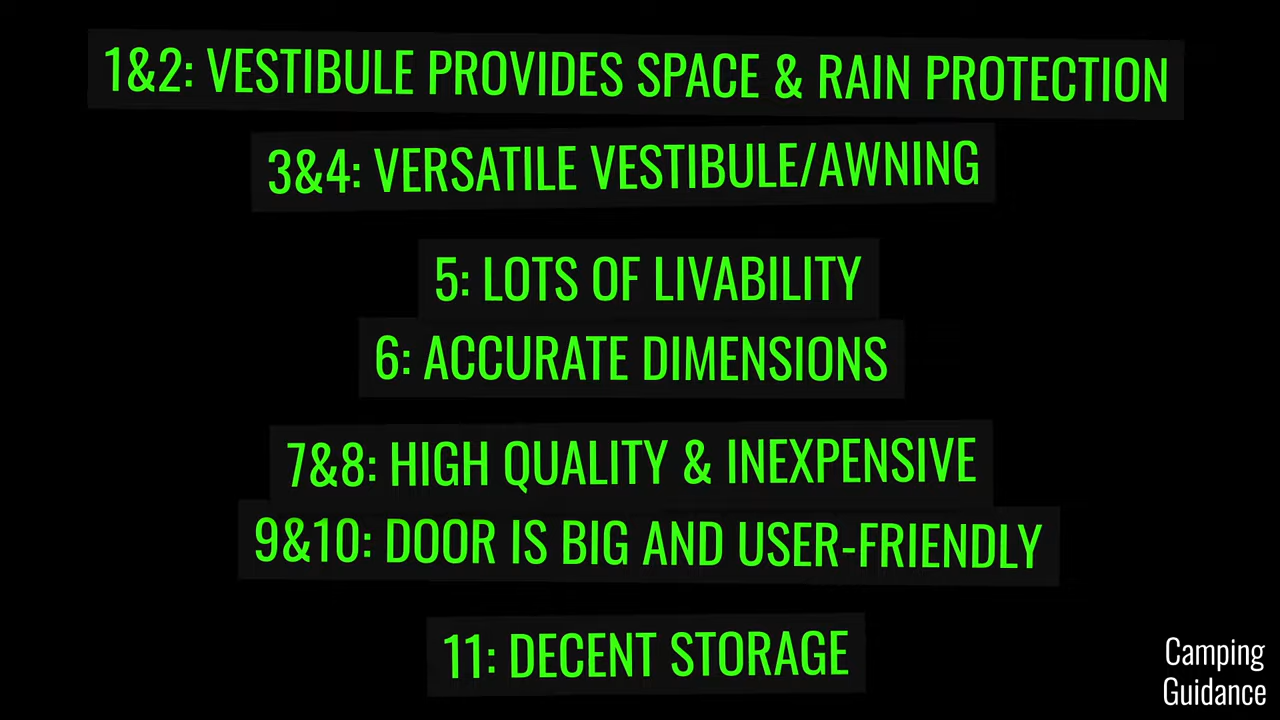 1&2: VESTIBULE PROVIDES SPACE & RAIN PROTECTION
3&4: VERSATILE VESTIBULE/AWNING
5: LOTS OF LIVABILITY
6: ACCURATE DIMENSIONS
7&8: HIGH QUALITY & INEXPENSIVE
9&10: DOOR IS BIG AND USER-FRIENDLY
11: DECENT STORAGE
Camping
Guidance